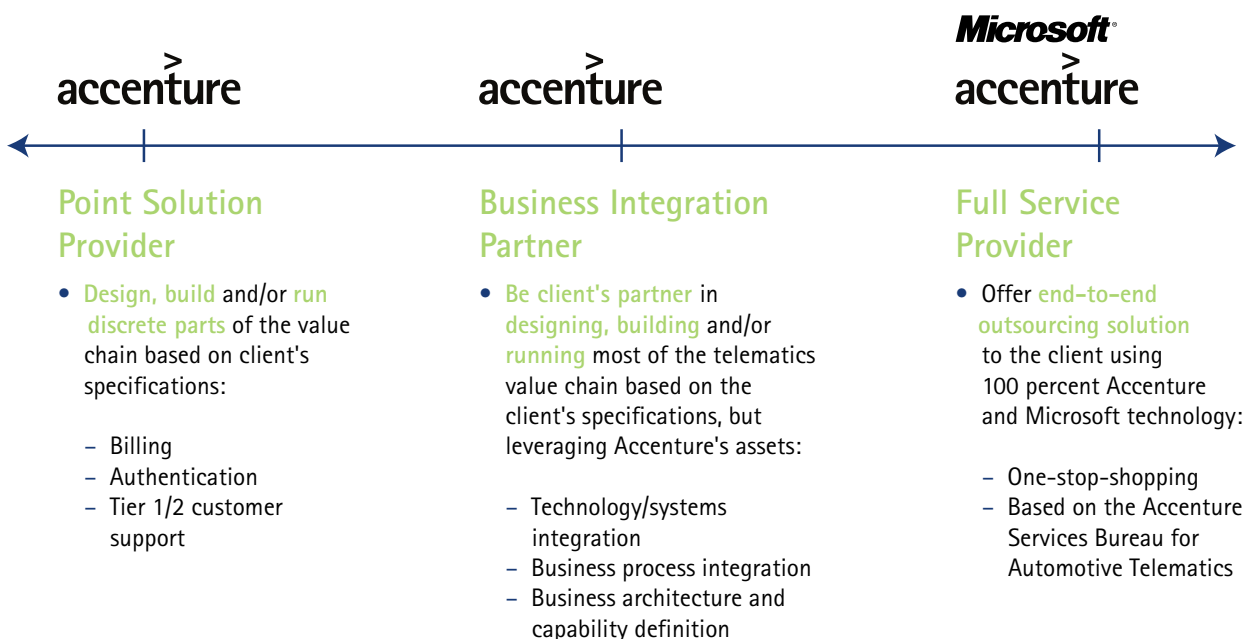 Microsoft®
>
accenture
>
accenture
>
accenture
Point Solution
Provider
• Design, build and/or run
discrete parts of the value
chain based on client's
specifications:
– Billing
– Authentication
– Tier 1/2 customer
support
Business Integration
Partner
• Be client's partner in
designing, building and/or
running most of the telematics
value chain based on the
client's specifications, but
leveraging Accenture's assets:
– Technology/systems
integration
– Business process integration
– Business architecture and
capability definition
Full Service
Provider
• Offer end-to-end
outsourcing solution
to the client using
100 percent Accenture
and Microsoft technology:
– One-stop-shopping
– Based on the Accenture
Services Bureau for
Automotive Telematics